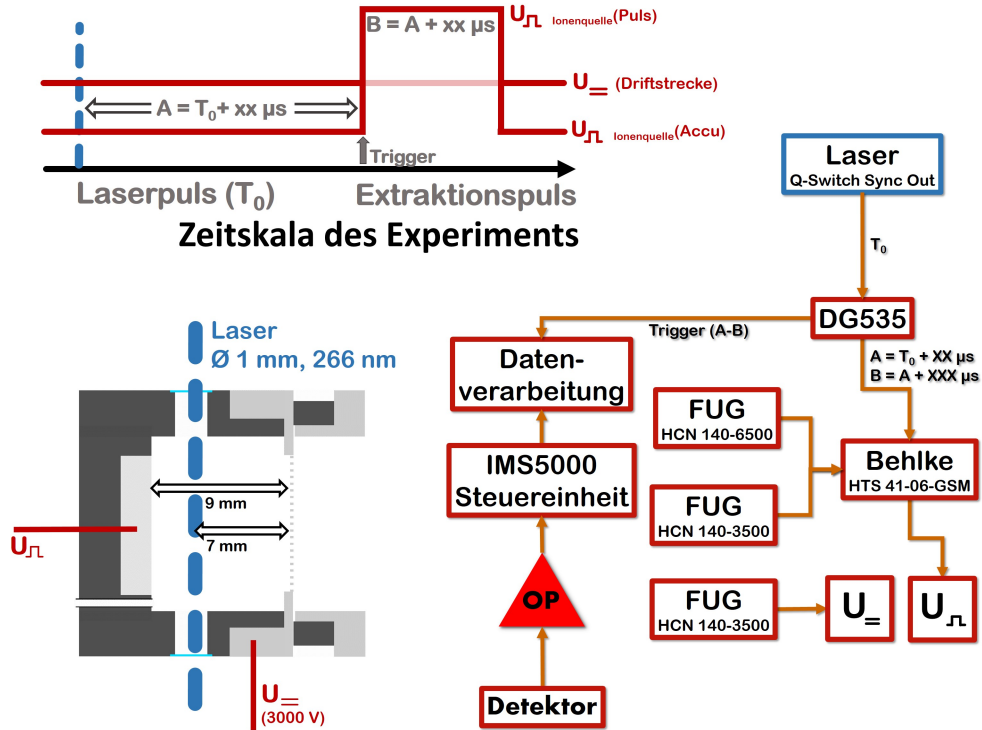 B = A + xx µs
U Ionenquelle(Puls)
U= (Driftstrecke)
A = T0 + xx µs
U Ionenquelle(Accu)
Trigger
Laserpuls (T0)
Extraktionspuls
Zeitskala des Experiments
Laser
Q-Switch Sync Out
T0
DG535
Trigger (A-B)
A = T0 + XX µs
B = A + XXX µs
Laser
Ø 1 mm, 266 nm
9 mm
7 mm
U
U=
(3000 V)
Daten-
verarbeitung
IMS5000
Steuereinheit
OP
Detektor
FUG
HCN 140-6500
FUG
HCN 140-3500
Behlke
HTS 41-06-GSM
FUG
HCN 140-3500
U=
U